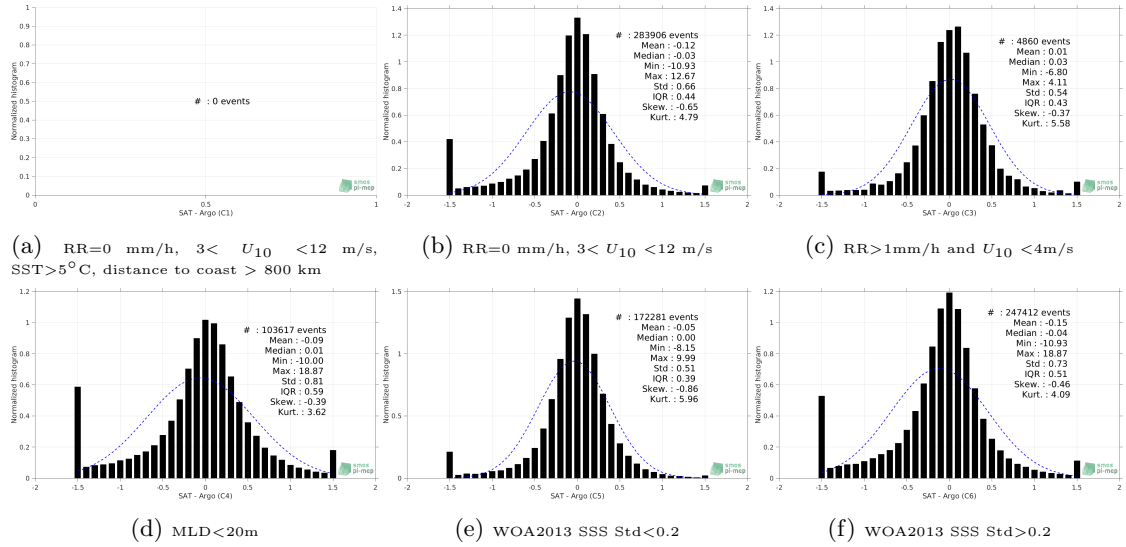 1
0.9
0.8
0.7
0.6
0.5
0.4
0.3
0.2
0.1
0
Normalized histogram
# : 0 events
smos
pi-mep
0 0.5 1
SAT - Argo (C1)
1.4
1.2
1
0.8
0.6
0.4
0.2
0
Normalized histogram
# : 283906 events
Mean : -0.12
Median : -0.03
Min : -10.93
Max : 12.67
Std : 0.66
IQR : 0.44
Skew. : -0.65
Kurt. : 4.79
smos
pi-mep
-2 -1.5 -1 -0.5 0 0.5 1 1.5 2
SAT - Argo (C2)
1.4
1.2
1
0.8
0.6
0.4
0.2
0
Normalized histogram
# : 4860 events
Mean : 0.01
Median : 0.03
Min : -6.80
Max : 4.11
Std : 0.54
IQR : 0.43
Skew. : -0.37
Kurt. : 5.58
smos
pi-mep
-2 -1.5 -1 -0.5 0 0.5 1 1.5 2
SAT - Argo (C3)
(a) RR=0 mm/h, 3< U10 <12 m/s,
SST>5°C, distance to coast > 800 km
(b) RR=0 mm/h, 3< U10 <12 m/s
(c) RR>1mm/h and U10 <4m/s
1.2
1
0.8
0.6
0.4
0.2
0
Normalized histogram
# : 103617 events
Mean : -0.09
Median : 0.01
Min : -10.00
Max : 18.87
Std : 0.81
IQR : 0.59
Skew. : -0.39
Kurt. : 3.62
smos
pi-mep
-2 -1.5 -1 -0.5 0 0.5 1 1.5 2
SAT - Argo (C4)
1.5
1
0.5
0
Normalized histogram
# : 172281 events
Mean : -0.05
Median : 0.00
Min : -8.15
Max : 9.99
Std : 0.51
IQR : 0.39
Skew. : -0.86
Kurt. : 5.96
smos
pi-mep
-2 -1.5 -1 -0.5 0 0.5 1 1.5 2
SAT - Argo (C5)
1.2
1
0.8
0.6
0.4
0.2
0
Normalized histogram
# : 247412 events
Mean : -0.15
Median : -0.04
Min : -10.93
Max : 18.87
Std : 0.73
IQR : 0.51
Skew. : -0.46
Kurt. : 4.09
smos
pi-mep
-2 -1.5 -1 -0.5 0 0.5 1 1.5 2
SAT - Argo (C6)
(d) MLD<20m
(e) WOA2013 SSS Std<0.2
(f) WOA2013 SSS Std>0.2